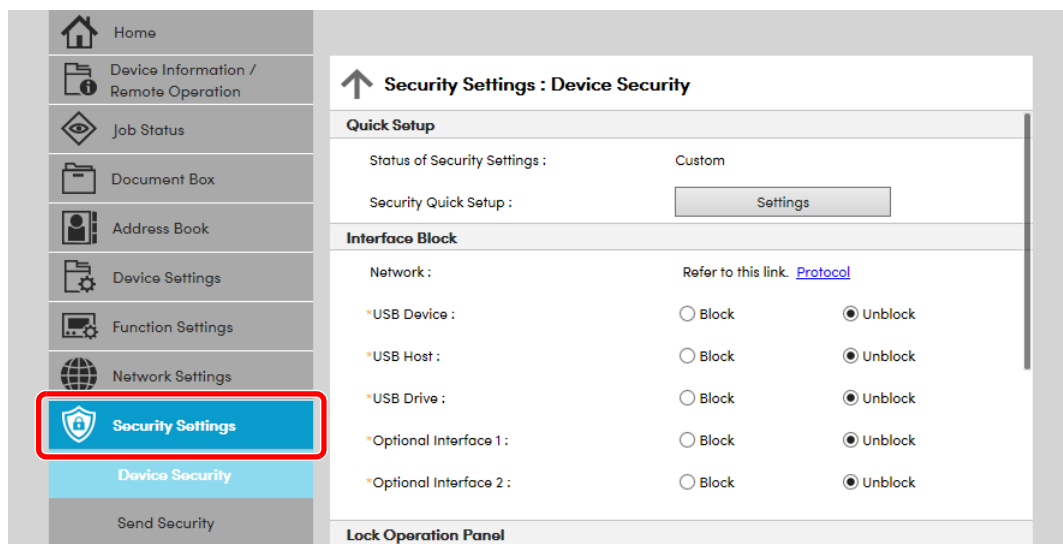 Home
Device Information /
Remote Operation
Job Status
Document Box
Address Book
Device Settings
Function Settings
Network Settings
Security Settings
Device Security
Send Security
Security Settings : Device Security
Quick Setup
Status of Security Settings : Custom
Security Quick Setup : Settings
Interface Block
Network : Refer to this link. Protocol
*USB Device : Block Unblock
*USB Host : Block Unblock
*USB Drive : Block Unblock
*Optional Interface 1 : Block Unblock
*Optional Interface 2 : Block Unblock
Lock Operation Panel